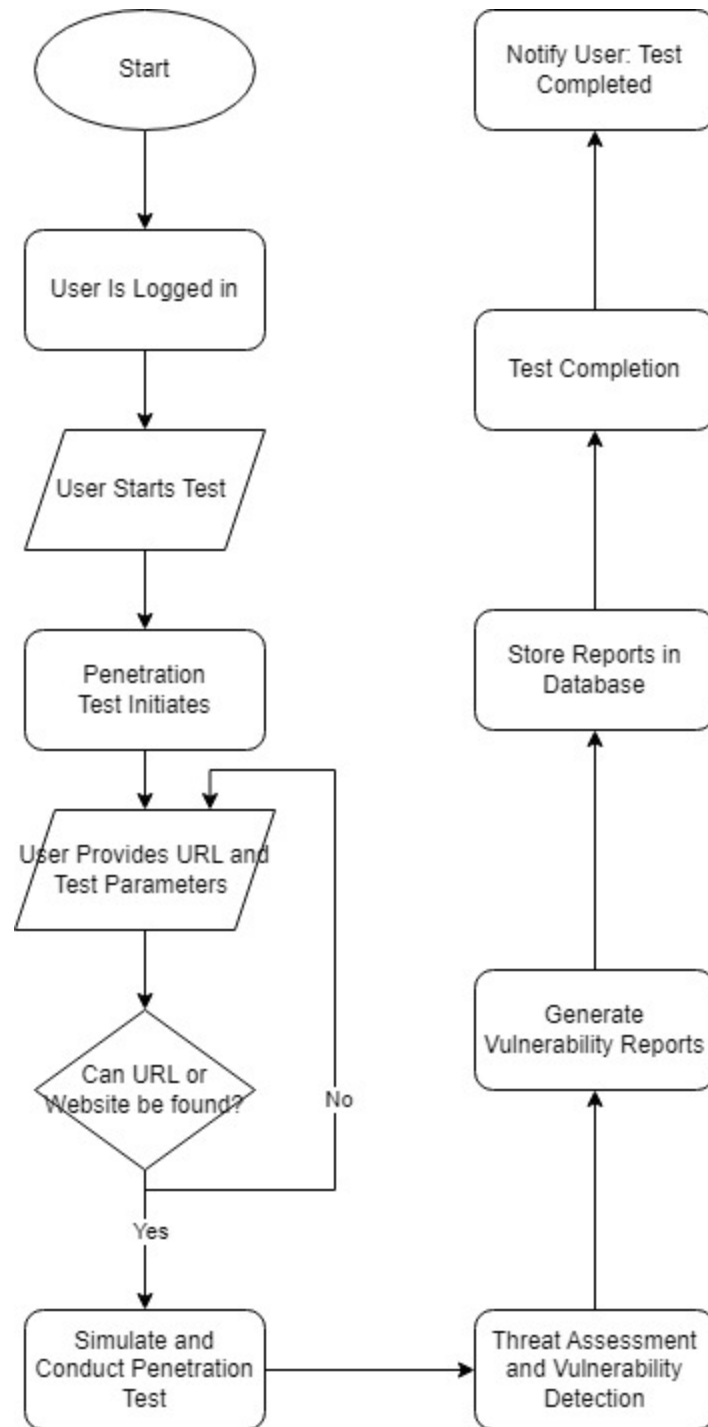 Start
User Is Logged in
User Starts Test
Penetration
Test Initiates
User Provides URL and
Test Parameters
Can URL or
Website be found?
No
Yes
Simulate and
Conduct Penetration
Test
Threat Assessment
and Vulnerability
Detection
Generate
Vulnerability Reports
Store Reports in
Database
Test Completion
Notify User: Test
Completed